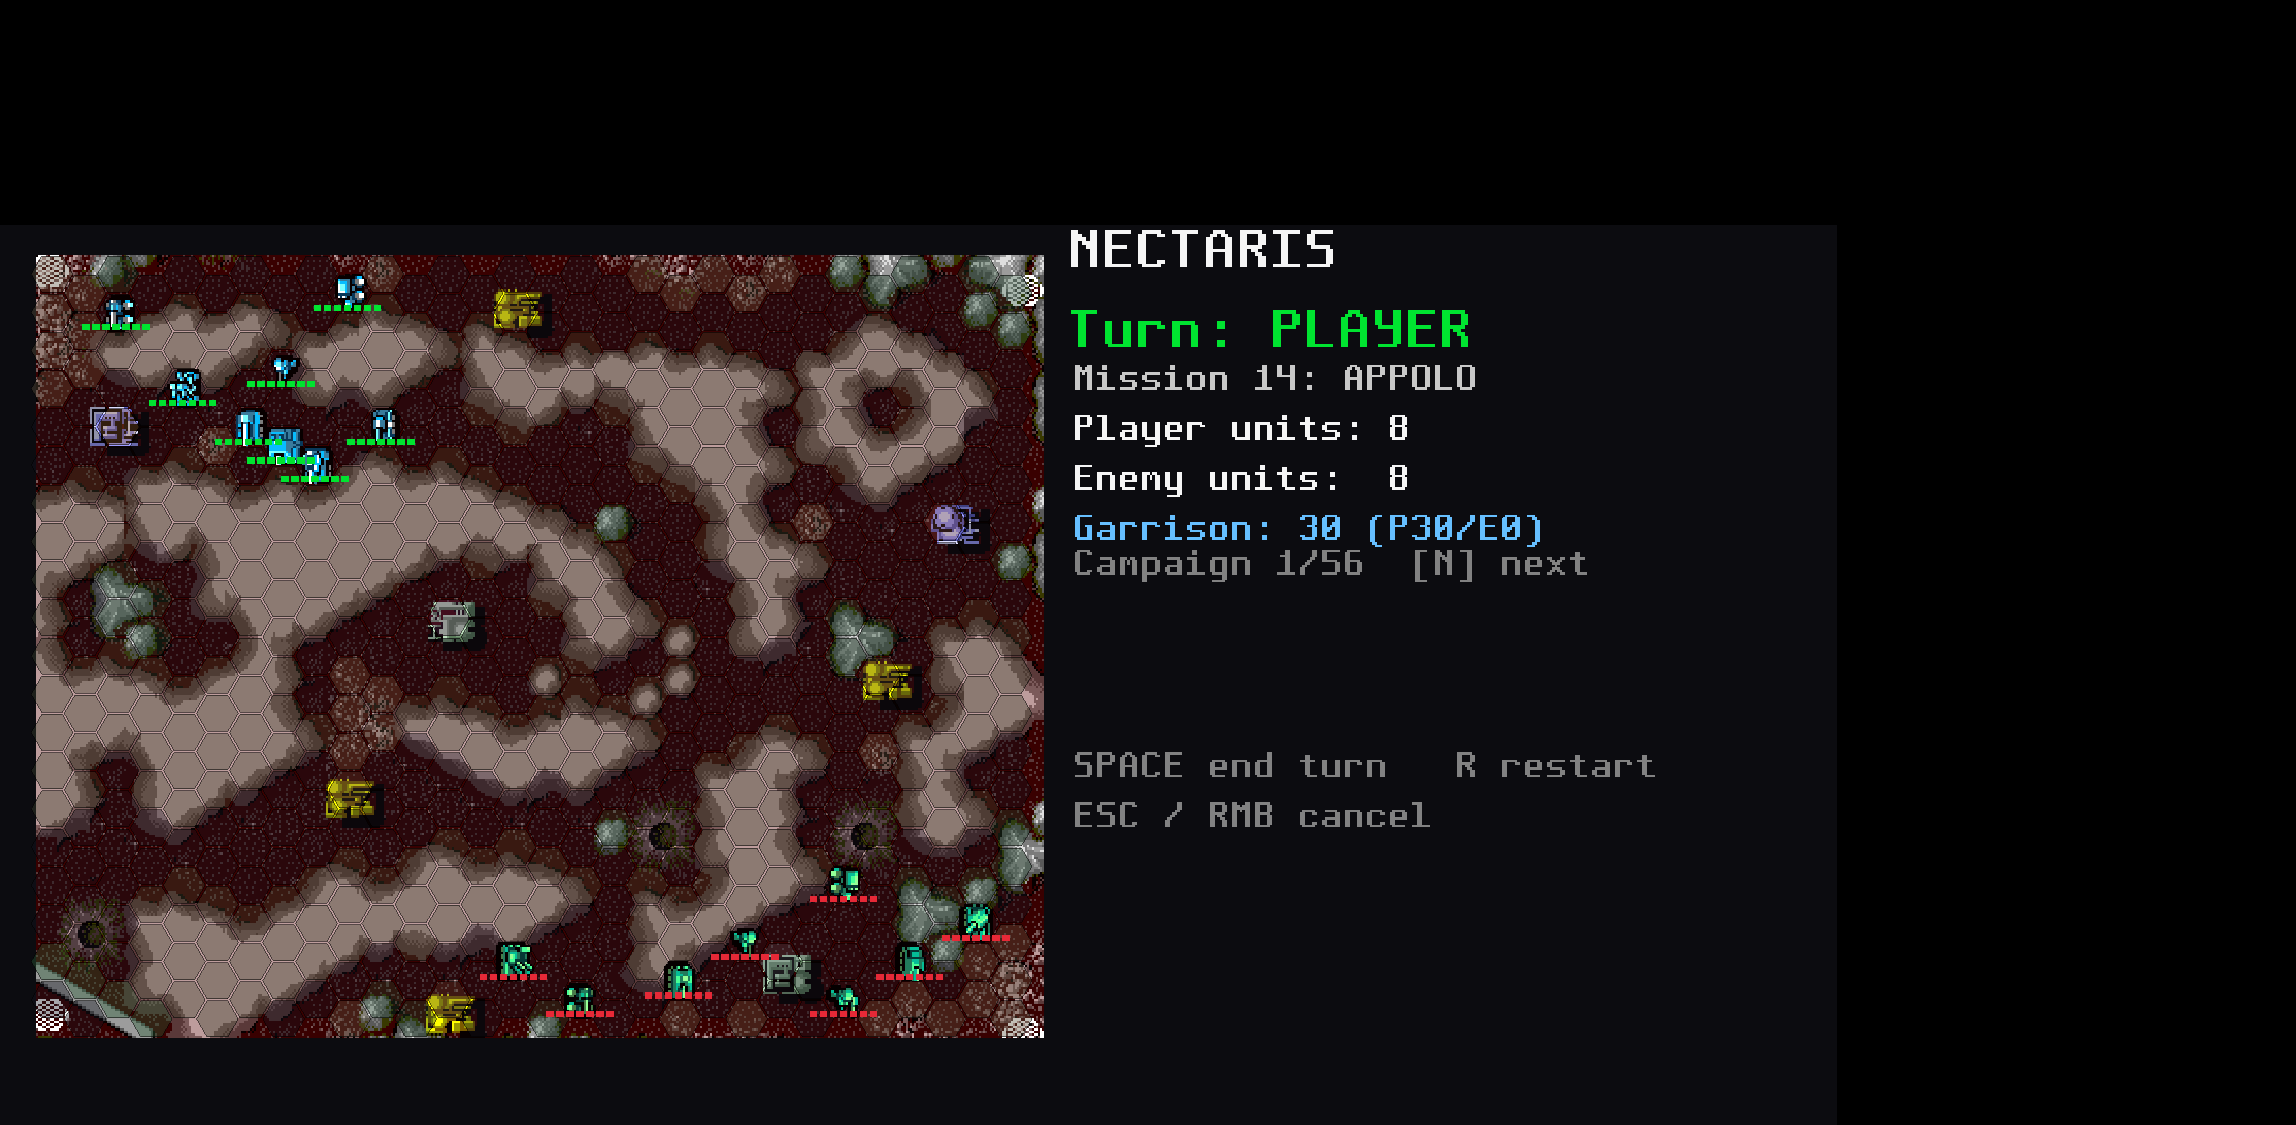 NECTARIS
Turn: PLAYER
Mission 14: APPOLO
Player units: 8
Enemy units:  8
Garrison: 30 (P30/E0)
Campaign 1/56  [N] next
SPACE end turn   R restart
ESC / RMB cancel